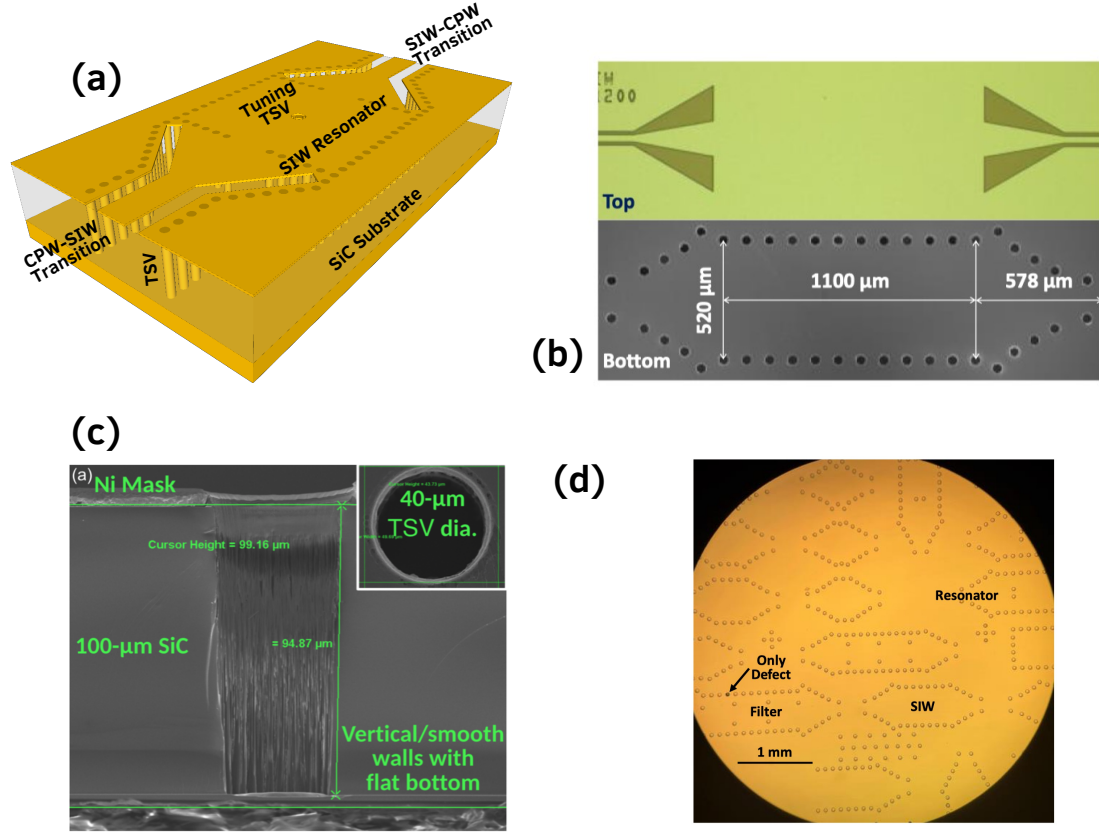 (a)
SIW-CPW
Transition
Tuning
TSV
SIW Resonator
CPW-SIW
Transition
TSV
SiC Substrate
(b)
1200
Top
520 µm
1100 µm
578 µm
Bottom
(c)
(a)
Ni Mask
Cursor Height = 99.16 µm
= 94.87 µm
100-µm SiC
Vertical/smooth
walls with
flat bottom
40-µm
TSV dia.
(d)
Resonator
Only
Defect
Filter
SIW
1 mm